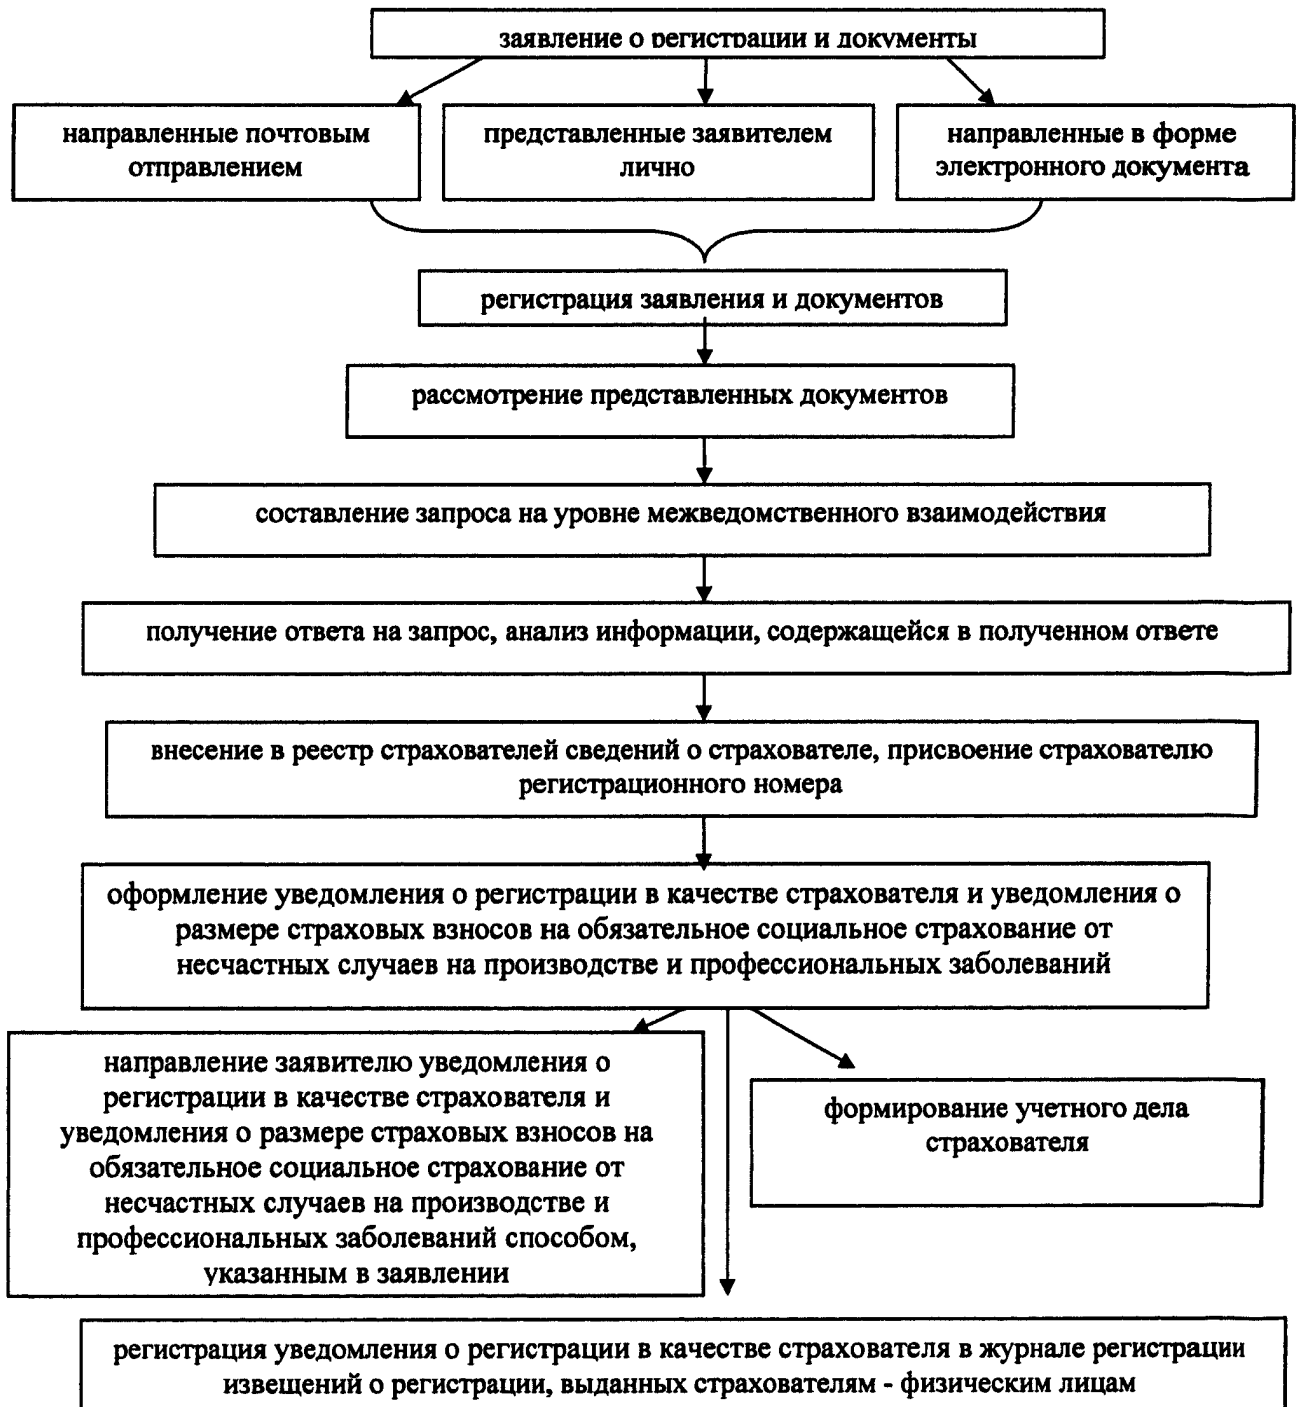 заявление о регистрации и документы
направленные почтовым
отправлением
представленные заявителем
лично
направленные в форме
электронного документа
регистрация заявления и документов
рассмотрение представленных документов
составление запроса на уровне межведомственного взаимодействия
получение ответа на запрос, анализ информации, содержащейся в полученном ответе
внесение в реестр страхователей сведений о страхователе, присвоение страхователю
регистрационного номера
оформление уведомления о регистрации в качестве страхователя и уведомления о
размере страховых взносов на обязательное социальное страхование от
несчастных случаев на производстве и профессиональных заболеваний
направление заявителю уведомления о
регистрации в качестве страхователя и
уведомления о размере страховых взносов на
обязательное социальное страхование от
несчастных случаев на производстве и
профессиональных заболеваний способом,
указанным в заявлении
формирование учетного дела
страхователя
регистрация уведомления о регистрации в качестве страхователя в журнале регистрации
извещений о регистрации, выданных страхователям - физическим лицам